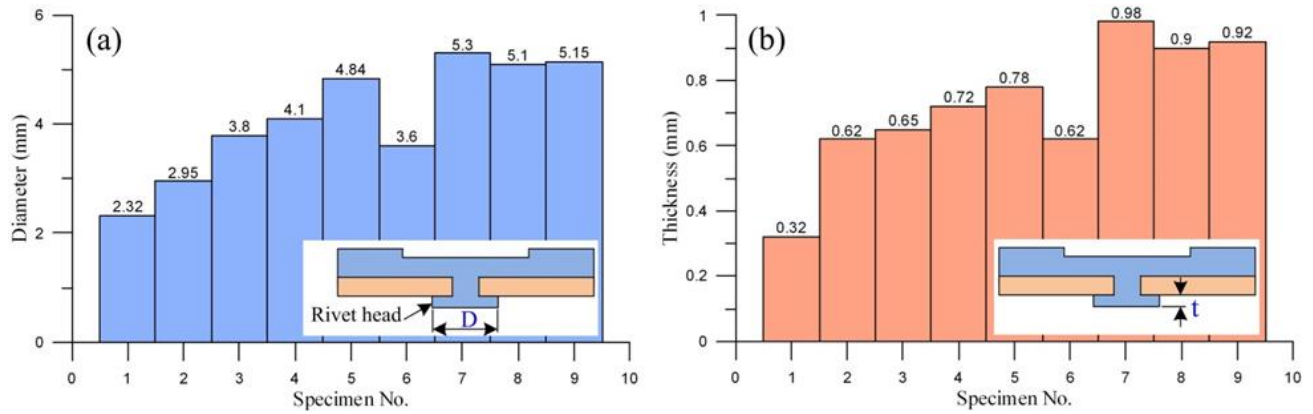 (a)
Diameter (mm)
6
4
2
0
2.32
2.95
3.8
4.1
4.84
3.6
5.3
5.1
5.15
Rivet head
D
0 1 2 3 4 5 6 7 8 9 10
Specimen No.
(b)
Thickness (mm)
1
0.8
0.6
0.4
0.2
0
0.32
0.62
0.65
0.72
0.78
0.62
0.98
0.9
0.92
t
0 1 2 3 4 5 6 7 8 9 10
Specimen No.